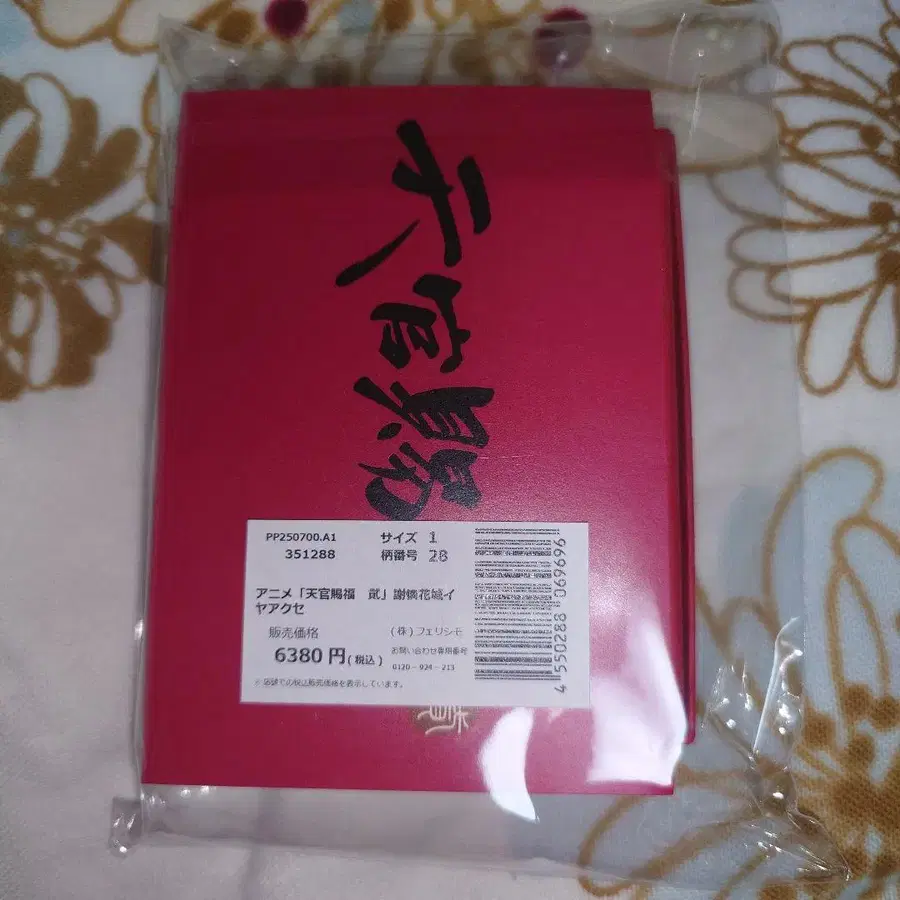 天官賜
PP250700.A1 サイズ 1
351288 柄番号 28
アニメ「天官賜福 貮」謝憐花城イ
ヤアクセ
販売価格 (株)フェリシモ
6380円(税込) お問い合わせ専用番号
0120-924-213
※店頭での税込販売価格を表示しています。
4 550288 069696
貮